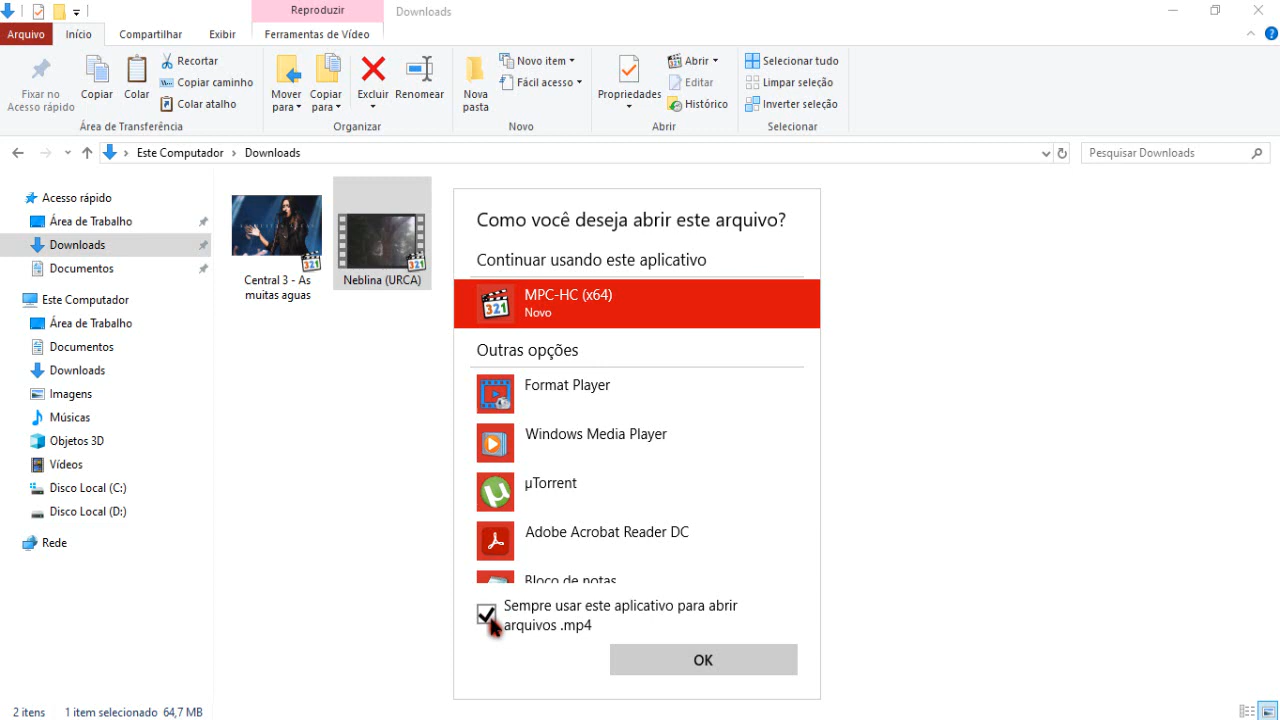 Reproduzir
Downloads
Arquivo
Início
Compartilhar
Exibir
Ferramentas de Vídeo
Fixar no
Acesso rápido
Copiar
Colar
Recortar
Copiar caminho
Colar atalho
Área de Transferência
Mover
para
Copiar
para
Excluir
Renomear
Organizar
Nova
pasta
Novo item
Fácil acesso
Novo
Propriedades
Abrir
Editar
Histórico
Abrir
Selecionar tudo
Limpar seleção
Inverter seleção
Selecionar
Este Computador
Downloads
Pesquisar Downloads
Acesso rápido
Área de Trabalho
Downloads
Documentos
Este Computador
Área de Trabalho
Documentos
Downloads
Imagens
Músicas
Objetos 3D
Vídeos
Disco Local (C:)
Disco Local (D:)
Rede
321
Central 3 - As
muitas aguas
321
Neblina (URCA)
Como você deseja abrir este arquivo?
Continuar usando este aplicativo
321
MPC-HC (x64)
Novo
Outras opções
Format Player
Windows Media Player
µTorrent
Adobe Acrobat Reader DC
Bloco de notas
Sempre usar este aplicativo para abrir
arquivos .mp4
OK
2 itens
1 item selecionado 64,7 MB